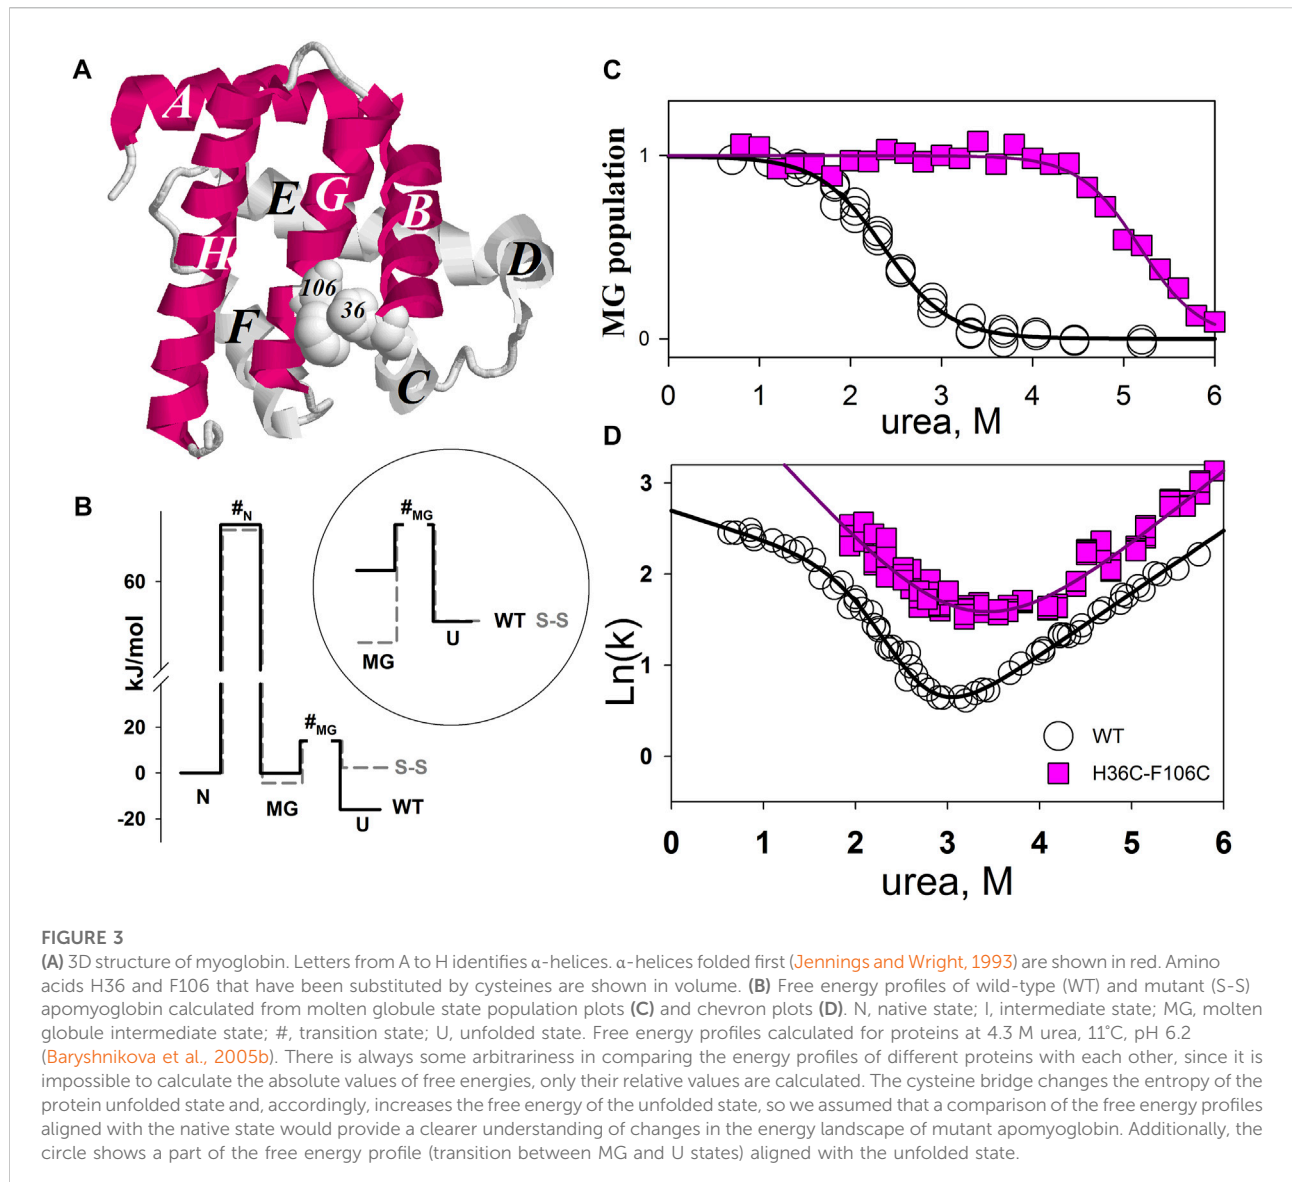 A
A
E
G
B
D
H
106
36
F
C
C
MG population
1
0
0
1
2
3
4
5
6
urea, M
B
#N
#MG
60
kJ/mol
WT S-S
U
MG
20
#MG
0
S-S
N
MG
WT
-20
U
D
Ln(k)
3
2
1
0
WT
H36C-F106C
0
1
2
3
4
5
6
urea, M
FIGURE 3
(A) 3D structure of myoglobin. Letters from A to H identifies α-helices. α-helices folded first (Jennings and Wright, 1993) are shown in red. Amino
acids H36 and F106 that have been substituted by cysteines are shown in volume. (B) Free energy profiles of wild-type (WT) and mutant (S-S)
apomyoglobin calculated from molten globule state population plots (C) and chevron plots (D). N, native state; I, intermediate state; MG, molten
globule intermediate state; #, transition state; U, unfolded state. Free energy profiles calculated for proteins at 4.3 M urea, 11°C, pH 6.2
(Baryshnikova et al., 2005b). There is always some arbitrariness in comparing the energy profiles of different proteins with each other, since it is
impossible to calculate the absolute values of free energies, only their relative values are calculated. The cysteine bridge changes the entropy of the
protein unfolded state and, accordingly, increases the free energy of the unfolded state, so we assumed that a comparison of the free energy profiles
aligned with the native state would provide a clearer understanding of changes in the energy landscape of mutant apomyoglobin. Additionally, the
circle shows a part of the free energy profile (transition between MG and U states) aligned with the unfolded state.